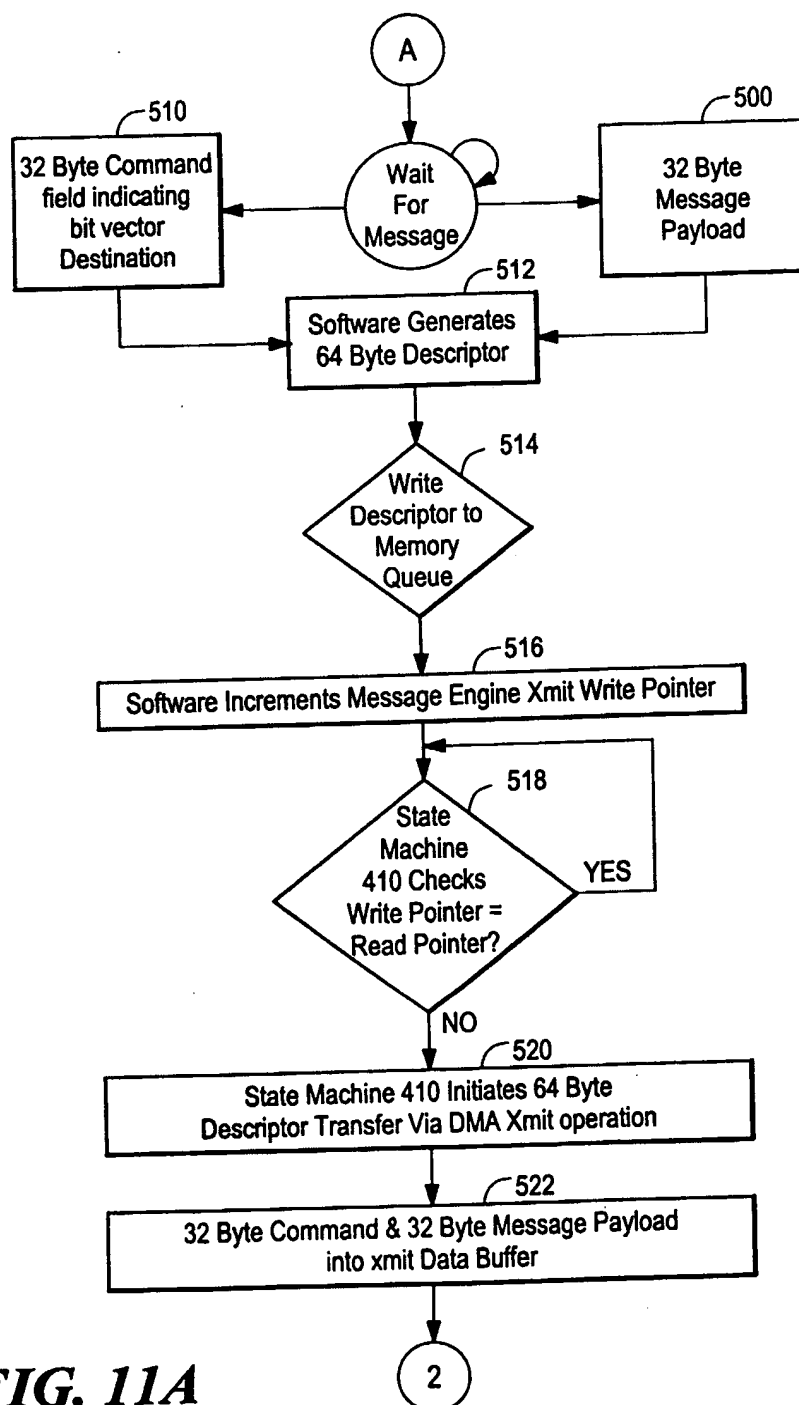 A
510
32 Byte Command
field indicating
bit vector
Destination
Wait
For
Message
500
32 Byte
Message
Payload
512
Software Generates
64 Byte Descriptor
514
Write
Descriptor to
Memory
Queue
516
Software Increments Message Engine Xmit Write Pointer
518
State
Machine
410 Checks
Write Pointer =
Read Pointer?
YES
NO
520
State Machine 410 Initiates 64 Byte
Descriptor Transfer Via DMA Xmit operation
522
32 Byte Command & 32 Byte Message Payload
into xmit Data Buffer
2
FIG. 11A